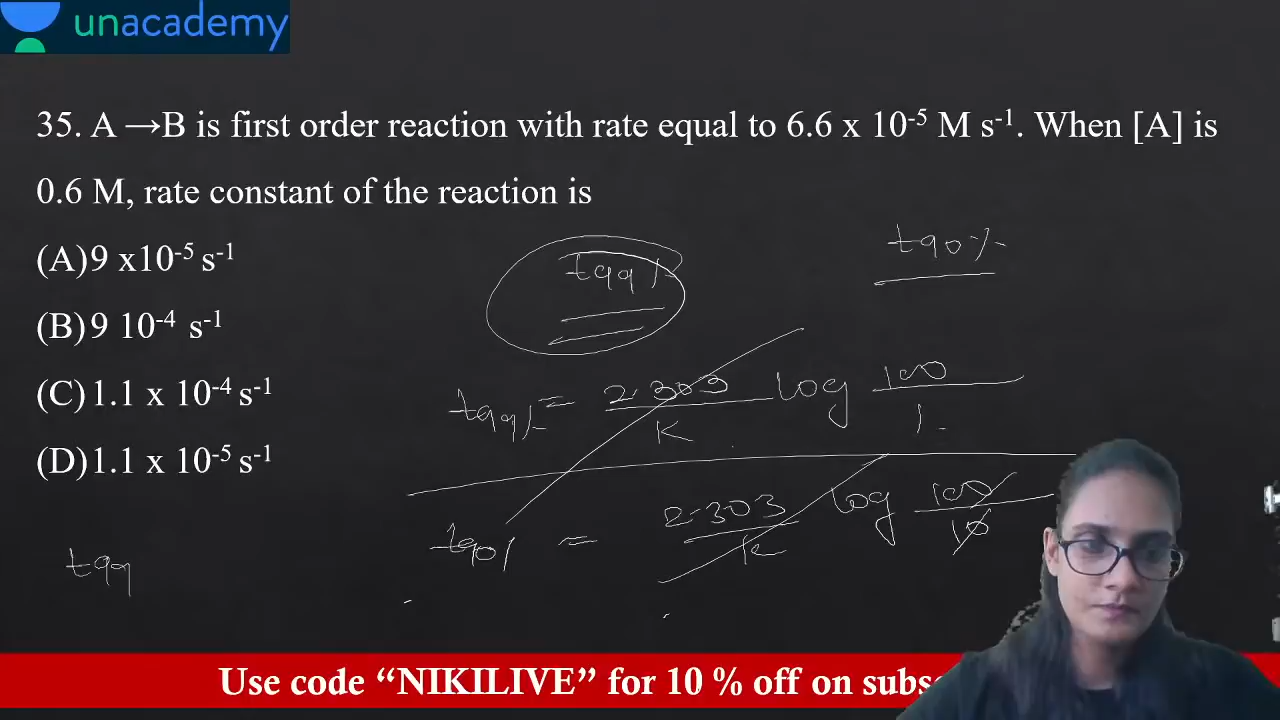 unacademy
35. A →B is first order reaction with rate equal to 6.6 x 10⁻⁵ M s⁻¹. When [A] is
0.6 M, rate constant of the reaction is
(A) 9 x10⁻⁵ s⁻¹
(B) 9 10⁻⁴ s⁻¹
(C) 1.1 x 10⁻⁴ s⁻¹
(D) 1.1 x 10⁻⁵ s⁻¹
t99%
t90%
t99% = 2.303/K log 100/1
t90% = 2.303/K log 100/10
t99
Use code “NIKILIVE” for 10 % off on subs